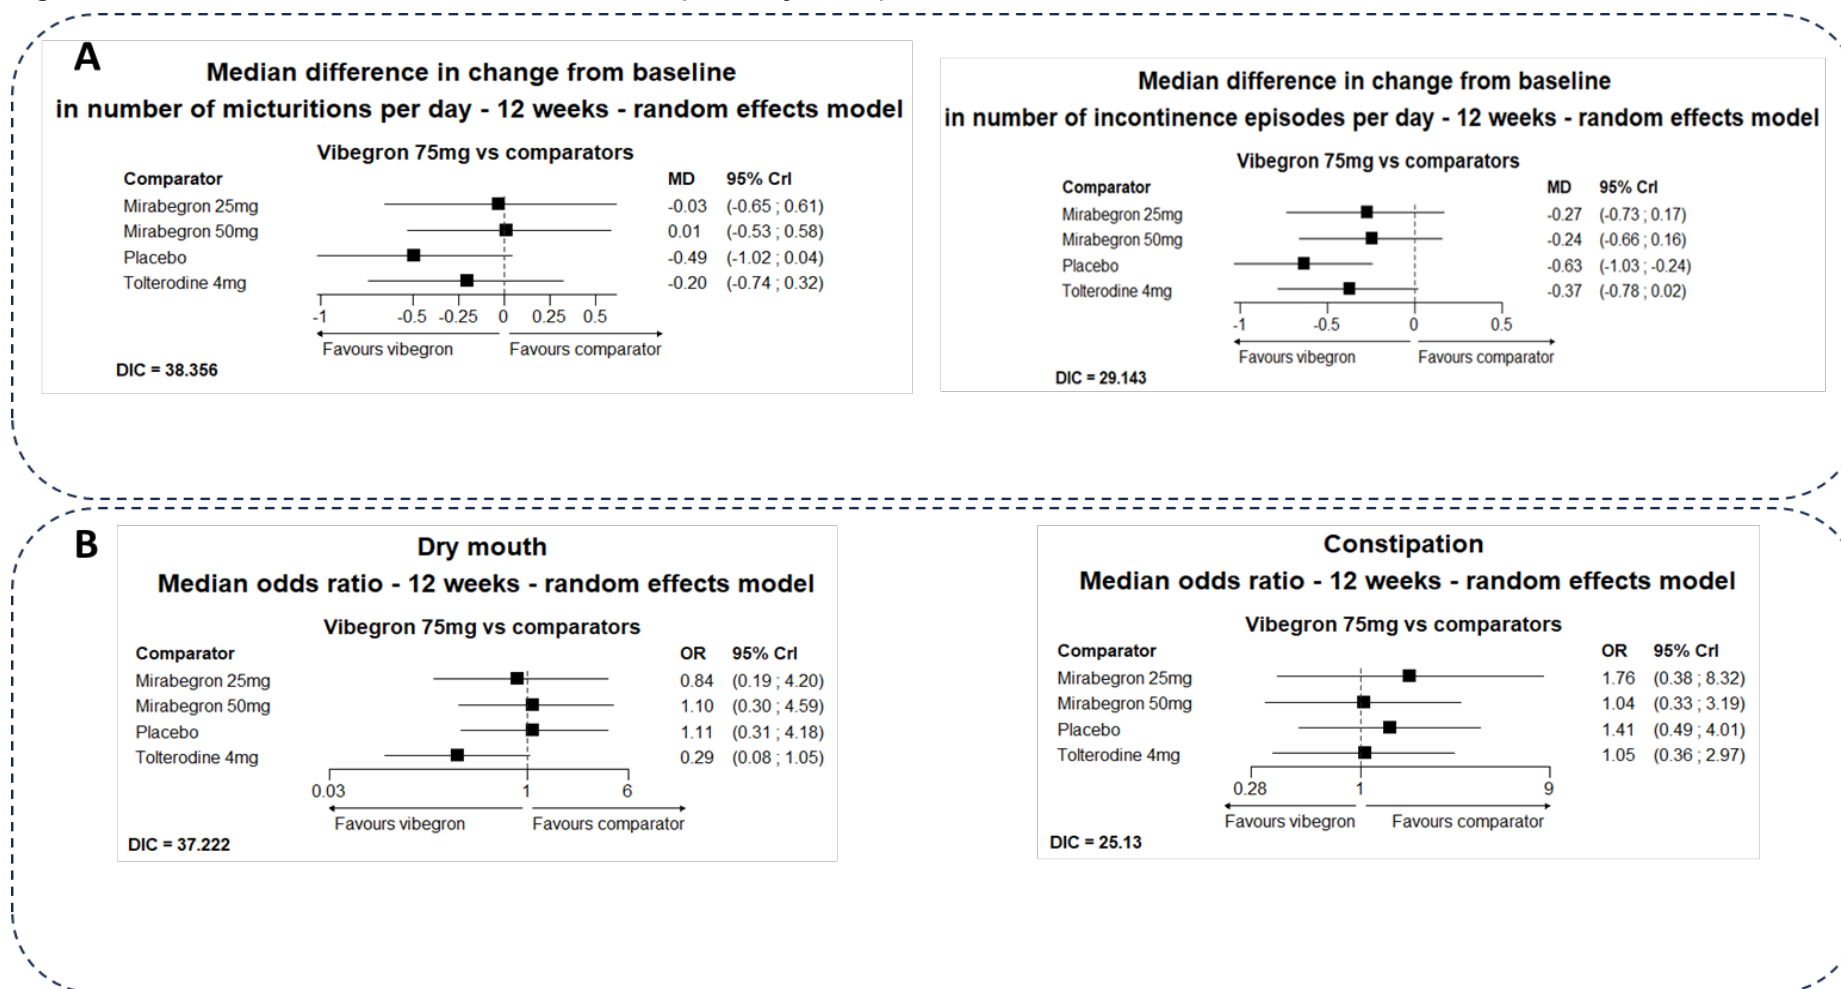 A
Median difference in change from baseline
in number of micturitions per day - 12 weeks - random effects model
Vibegron 75mg vs comparators
Comparator MD 95% CrI
Mirabegron 25mg -0.03 (-0.65 ; 0.61)
Mirabegron 50mg 0.01 (-0.53 ; 0.58)
Placebo -0.49 (-1.02 ; 0.04)
Tolterodine 4mg -0.20 (-0.74 ; 0.32)
-1 -0.5 -0.25 0 0.25 0.5
Favours vibegron Favours comparator
DIC = 38.356
Median difference in change from baseline
in number of incontinence episodes per day - 12 weeks - random effects model
Vibegron 75mg vs comparators
Comparator MD 95% CrI
Mirabegron 25mg -0.27 (-0.73 ; 0.17)
Mirabegron 50mg -0.24 (-0.66 ; 0.16)
Placebo -0.63 (-1.03 ; -0.24)
Tolterodine 4mg -0.37 (-0.78 ; 0.02)
-1 -0.5 0 0.5
Favours vibegron Favours comparator
DIC = 29.143
B
Dry mouth
Median odds ratio - 12 weeks - random effects model
Vibegron 75mg vs comparators
Comparator OR 95% CrI
Mirabegron 25mg 0.84 (0.19 ; 4.20)
Mirabegron 50mg 1.10 (0.30 ; 4.59)
Placebo 1.11 (0.31 ; 4.18)
Tolterodine 4mg 0.29 (0.08 ; 1.05)
0.03 1 6
Favours vibegron Favours comparator
DIC = 37.222
Constipation
Median odds ratio - 12 weeks - random effects model
Vibegron 75mg vs comparators
Comparator OR 95% CrI
Mirabegron 25mg 1.76 (0.38 ; 8.32)
Mirabegron 50mg 1.04 (0.33 ; 3.19)
Placebo 1.41 (0.49 ; 4.01)
Tolterodine 4mg 1.05 (0.36 ; 2.97)
0.28 1 9
Favours vibegron Favours comparator
DIC = 25.13